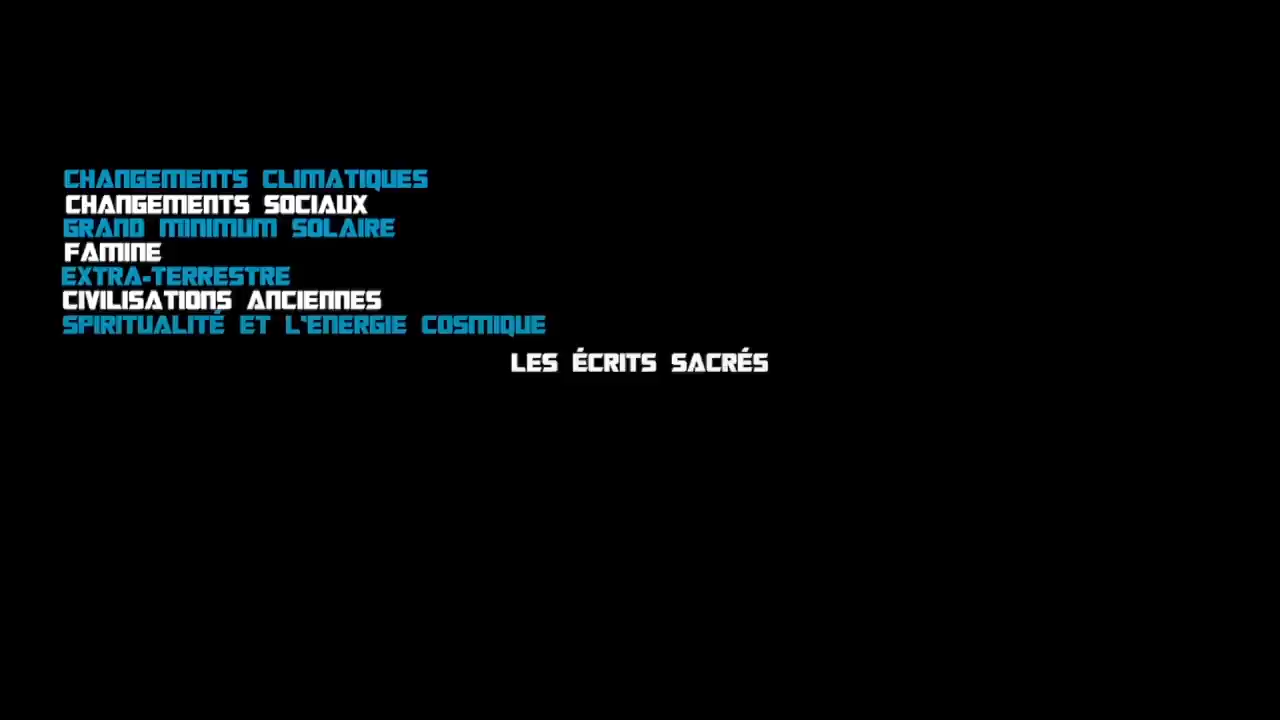 CHANGEMENTS CLIMATIQUES
CHANGEMENTS SOCIAUX
GRAND MINIMUM SOLAIRE
FAMINE
EXTRA-TERRESTRE
CIVILISATIONS ANCIENNES
SPIRITUALITÉ ET L'ENERGIE COSMIQUE
LES ÉCRITS SACRÉS